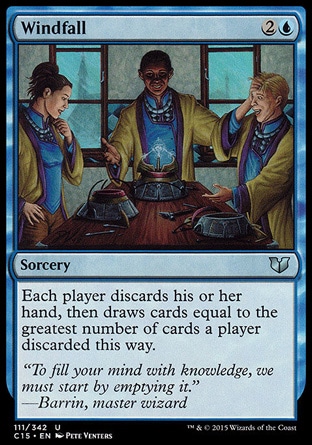 Windfall 2
Sorcery
Each player discards his or her
hand, then draws cards equal to the
greatest number of cards a player
discarded this way.
“To fill your mind with knowledge, we
must start by emptying it.”
—Barrin, master wizard
111/342 U
C15 • EN Pete Venters
™ & © 2015 Wizards of the Coast